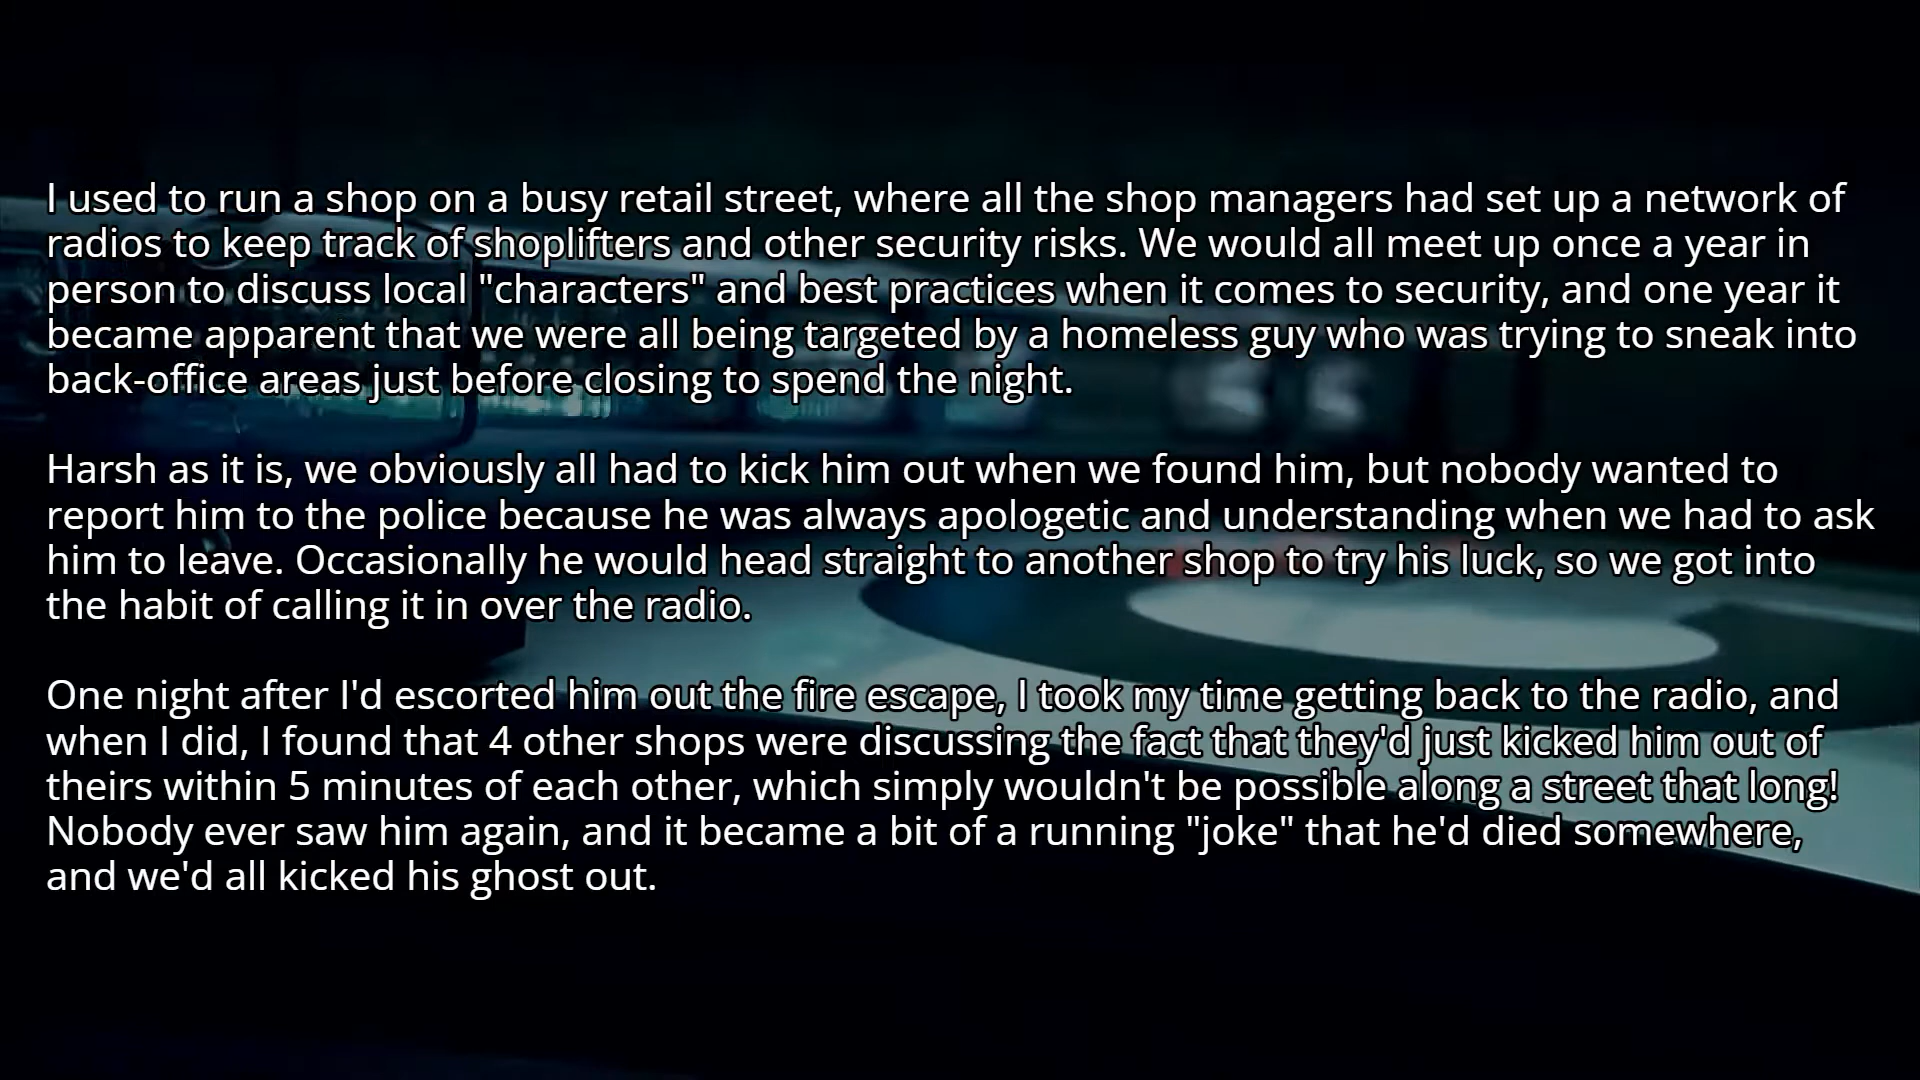 I used to run a shop on a busy retail street, where all the shop managers had set up a network of
radios to keep track of shoplifters and other security risks. We would all meet up once a year in
person to discuss local "characters" and best practices when it comes to security, and one year it
became apparent that we were all being targeted by a homeless guy who was trying to sneak into
back-office areas just before closing to spend the night.
Harsh as it is, we obviously all had to kick him out when we found him, but nobody wanted to
report him to the police because he was always apologetic and understanding when we had to ask
him to leave. Occasionally he would head straight to another shop to try his luck, so we got into
the habit of calling it in over the radio.
One night after I'd escorted him out the fire escape, I took my time getting back to the radio, and
when I did, I found that 4 other shops were discussing the fact that they'd just kicked him out of
theirs within 5 minutes of each other, which simply wouldn't be possible along a street that long!
Nobody ever saw him again, and it became a bit of a running "joke" that he'd died somewhere,
and we'd all kicked his ghost out.